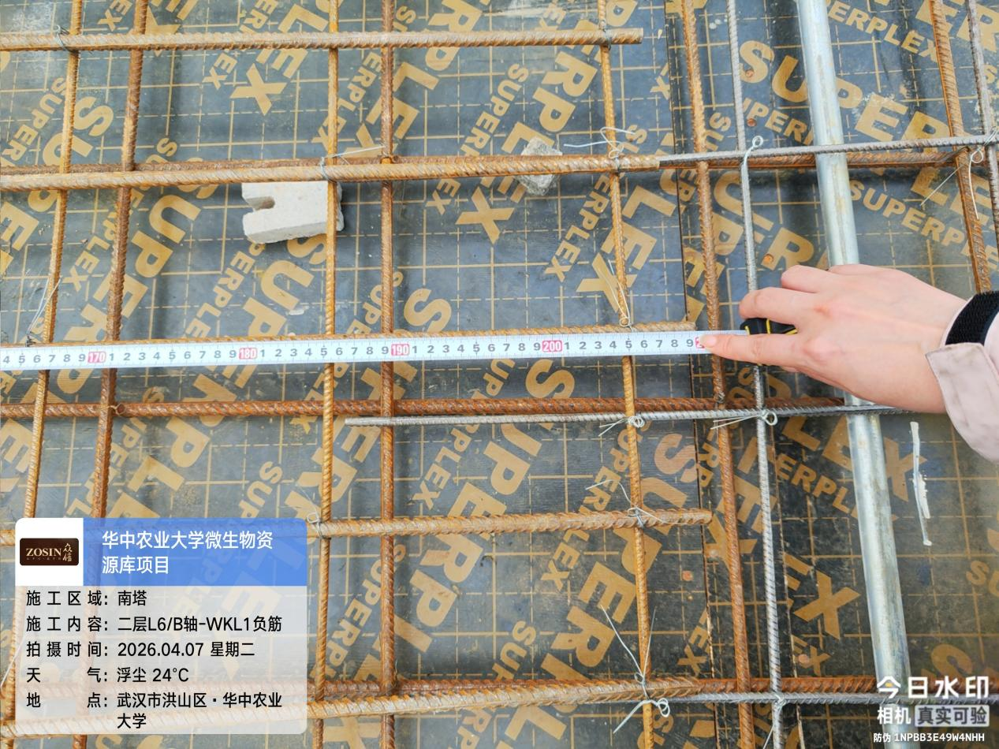 SUPERPLEX
SUPERPLEX
SUPERPLEX
SUPERPLEX
4 5 6 7 8 9 170 1 2 3 4 5 6 7 8 9 180 1 2 3 4 5 6 7 8 9 190 1 2 3 4 5 6 7 8 9 200 1 2 3 4 5 6 7 8 9
ZOSIN 众信
华中农业大学微生物资
源库项目
施工区域：南塔
施工内容：二层L6/B轴-WKL1负筋
拍摄时间：2026.04.07 星期二
天气：浮尘 24℃
地点：武汉市洪山区·华中农业
大学
今日水印
相机 真实可验
防伪 1NPBB3E49W4NHH